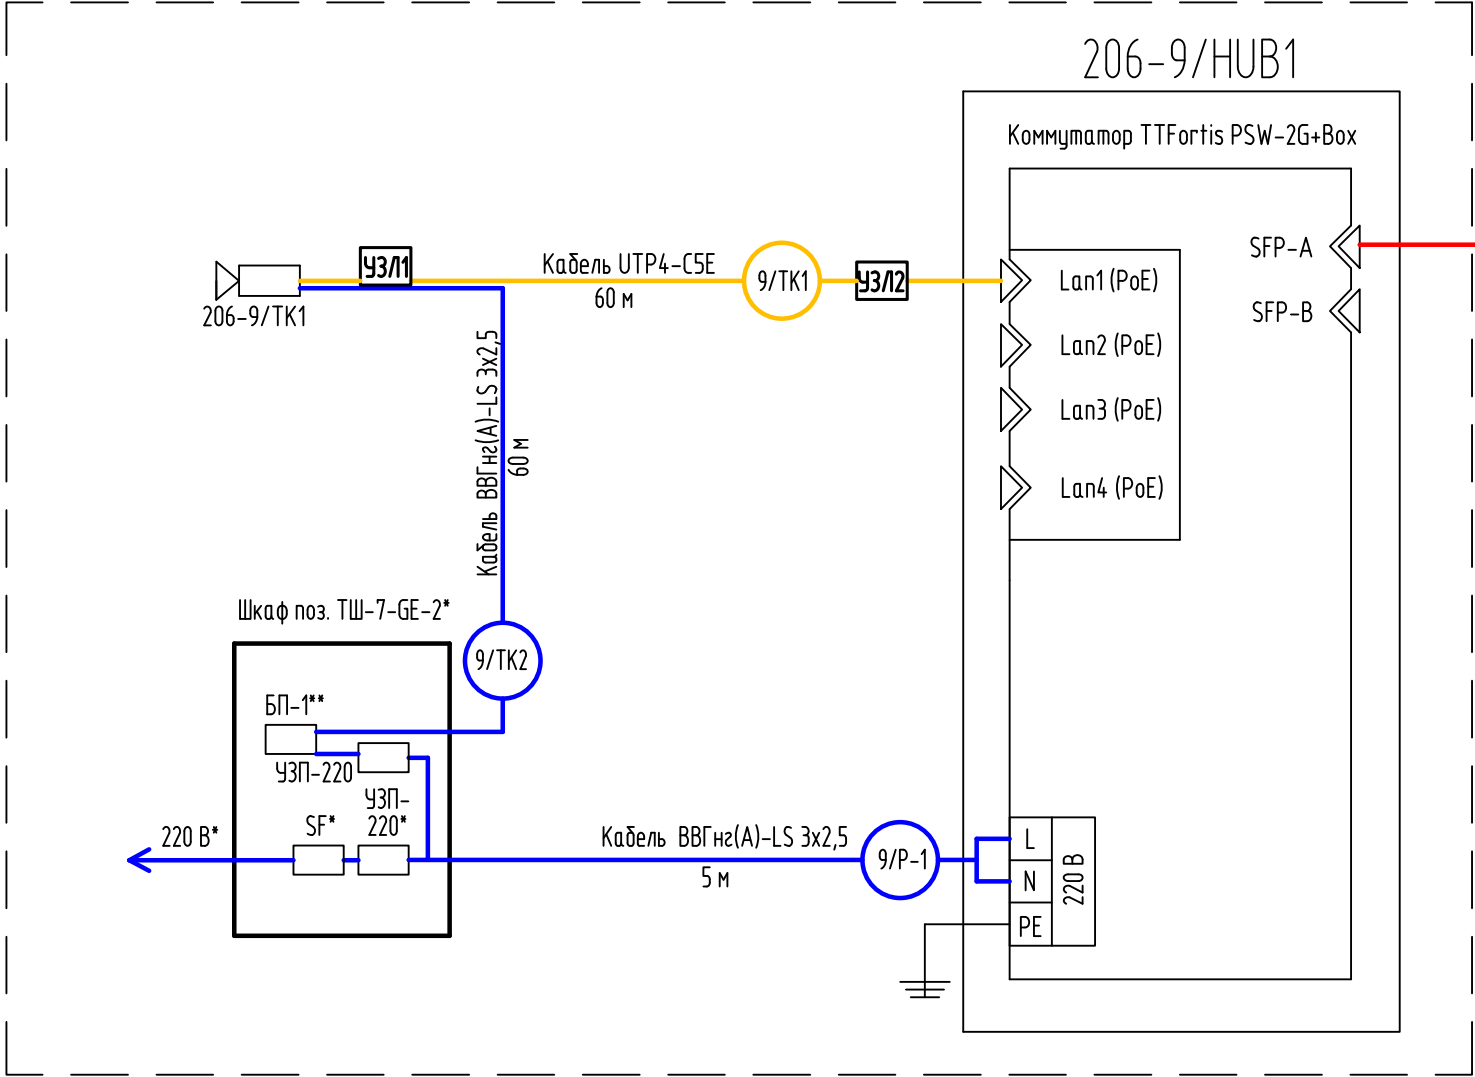 206-9/HUB1
Коммутатор TTFortis PSW-2G+Box
SFP-A
SFP-B
Lan1 (PoE)
Lan2 (PoE)
Lan3 (PoE)
Lan4 (PoE)
УЗЛ1
Кабель UTP4-C5E
60 м
9/ТК1
УЗЛ2
206-9/ТК1
Кабель ВВГнг(А)-LS 3х2,5
60 м
Шкаф поз. ТШ-7-GE-2*
9/ТК2
БП-1**
УЗП-220
УЗП-
220*
SF*
220 В*
Кабель ВВГнг(А)-LS 3х2,5
5 м
9/Р-1
L
N
PE
220 В